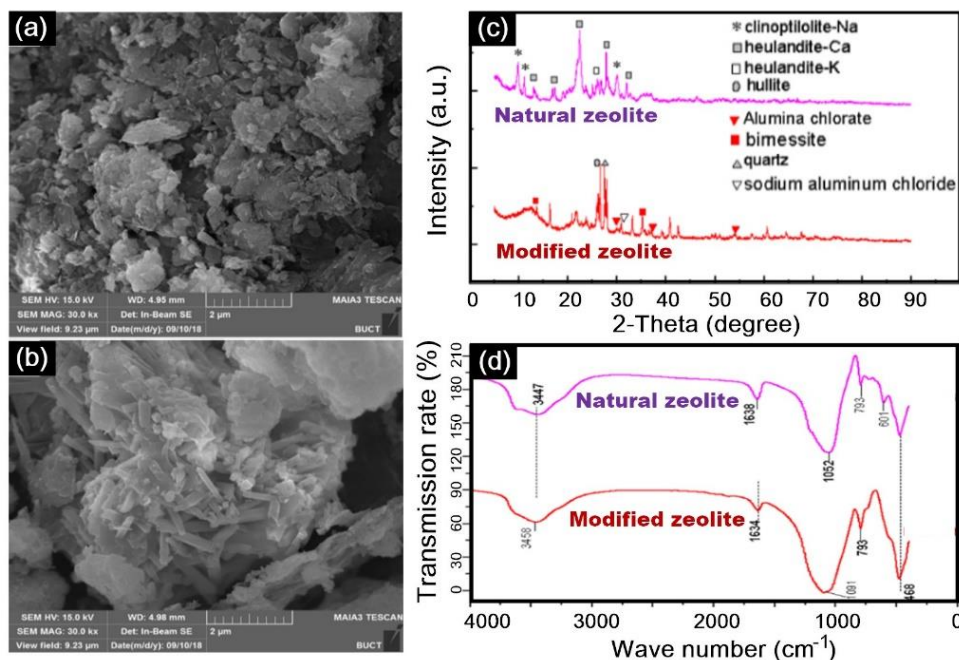 (a)
SEM HV: 15.0 kV WD: 4.95 mm MAIA3 TESCAN
SEM MAG: 30.0 kx Det: In-Beam SE 2 μm
View field: 9.23 μm Date(m/d/y): 09/10/18 BUCT
(b)
SEM HV: 15.0 kV WD: 4.98 mm MAIA3 TESCAN
SEM MAG: 30.0 kx Det: In-Beam SE 2 μm
View field: 9.23 μm Date(m/d/y): 09/10/18 BUCT
(c)
Intensity (a.u.)
* clinoptilolite-Na
heulandite-Ca
heulandite-K
hullite
Alumina chlorate
birnessite
quartz
sodium aluminum chloride
Natural zeolite
Modified zeolite
10 20 30 40 50 60 70 80 90
2-Theta (degree)
(d)
Transmission rate (%)
210
180
150
120
90
60
30
0
Natural zeolite
3447
1638
1052
793
601
Modified zeolite
3458
1634
1091
793
468
4000 3000 2000 1000 0
Wave number (cm⁻¹)